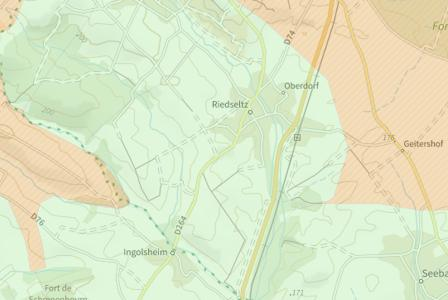 200
D74
Oberdorf
Riedseltz
200
176
Geitershof
D76
D264
Ingolsheim
Seeba
Fort de
Schoenenbourg
171
For